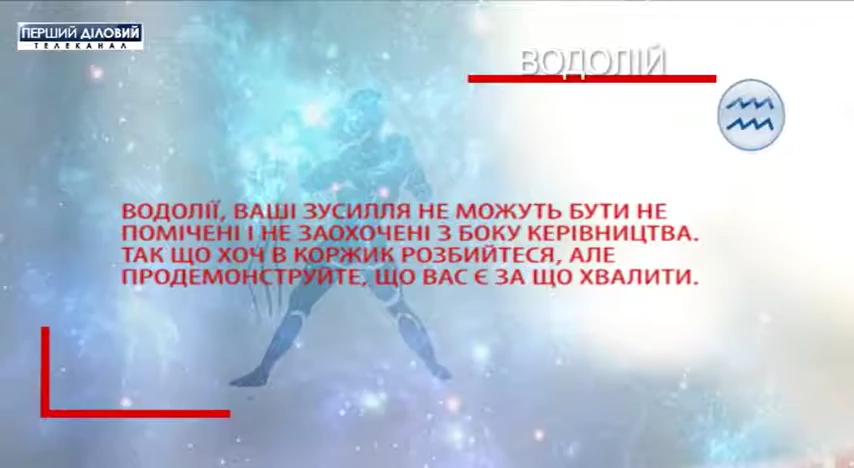 ПЕРШИЙ ДІЛОВИЙ
ТЕЛЕКАНАЛ
ВОДОЛІЙ
ВОДОЛІЇ, ВАШІ ЗУСИЛЛЯ НЕ МОЖУТЬ БУТИ НЕ
ПОМІЧЕНІ І НЕ ЗАОХОЧЕНІ З БОКУ КЕРІВНИЦТВА.
ТАК ЩО ХОЧ В КОРЖИК РОЗБИЙТЕСЯ, АЛЕ
ПРОДЕМОНСТРУЙТЕ, ЩО ВАС Є ЗА ЩО ХВАЛИТИ.